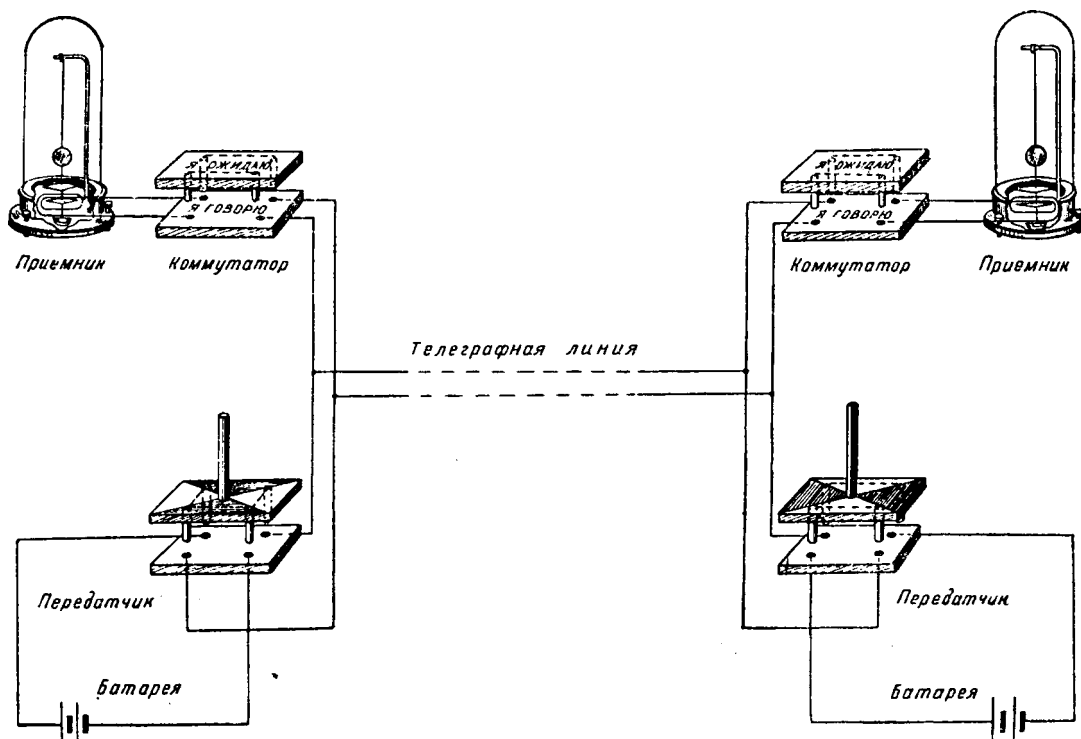 Я ОЖИДАЮ
Я ОЖИДАЮ
Я ГОВОРЮ
Я ГОВОРЮ
Приемник
Коммутатор
Коммутатор
Приемник
Телеграфная линия
Передатчик
Передатчик
Батарея
Батарея